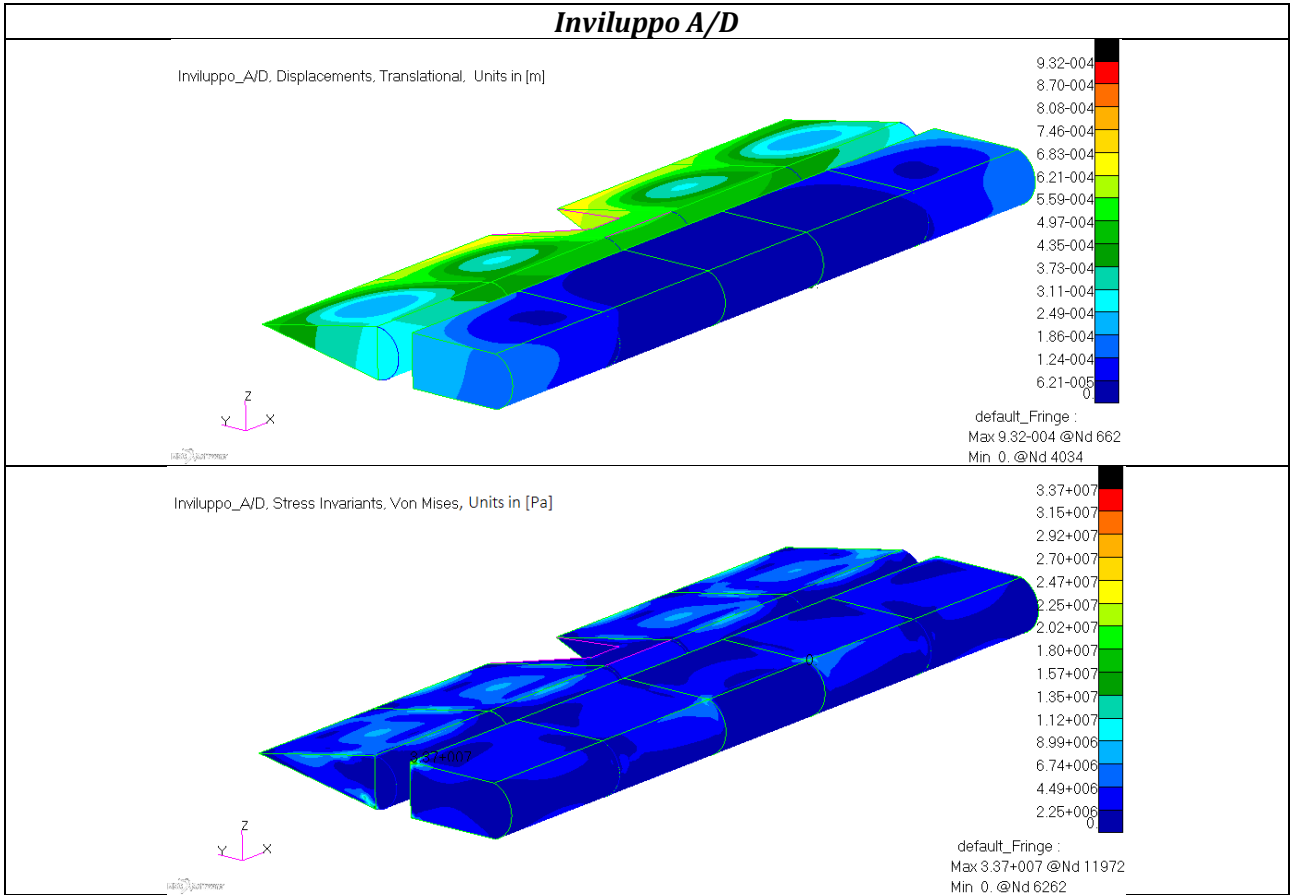 Inviluppo A/D
Inviluppo_A/D, Displacements, Translational, Units in [m]
9.32-004
8.70-004
8.08-004
7.46-004
6.83-004
6.21-004
5.59-004
4.97-004
4.35-004
3.73-004
3.11-004
2.49-004
1.86-004
1.24-004
6.21-005
0.
Z
Y
X
default_Fringe :
Max 9.32-004 @Nd 662
Min 0. @Nd 4034
Inviluppo_A/D, Stress Invariants, Von Mises, Units in [Pa]
3.37+007
3.15+007
2.92+007
2.70+007
2.47+007
2.25+007
2.02+007
1.80+007
1.57+007
1.35+007
1.12+007
8.99+006
6.74+006
4.49+006
2.25+006
0.
0.
3.37+007
Z
Y
X
default_Fringe :
Max 3.37+007 @Nd 11972
Min 0. @Nd 6262